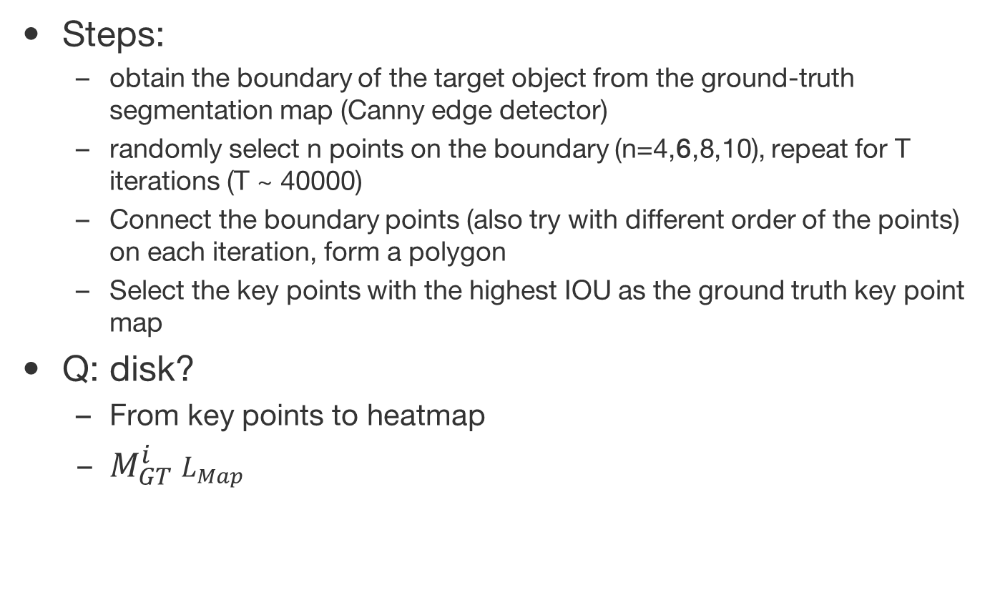 • Steps:
– obtain the boundary of the target object from the ground-truth
segmentation map (Canny edge detector)
– randomly select n points on the boundary (n=4,6,8,10), repeat for T
iterations (T ~ 40000)
– Connect the boundary points (also try with different order of the points)
on each iteration, form a polygon
– Select the key points with the highest IOU as the ground truth key point
map
• Q: disk?
– From key points to heatmap
– $M_{GT}^{i}$ $L_{Map}$